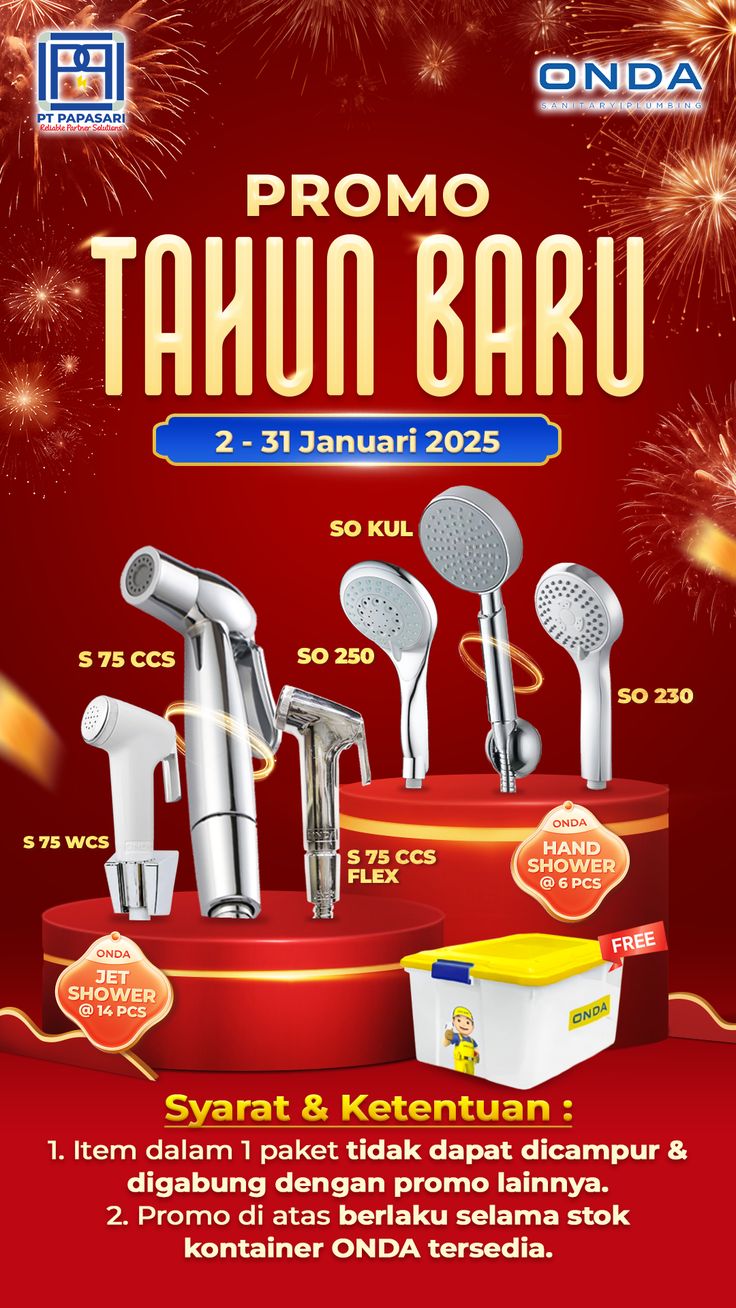 PT PAPASARI
Reliable Partner Solutions
ONDA
SANITARY|PLUMBING
PROMO
TAHUN BARU
2 - 31 Januari 2025
SO KUL
S 75 CCS
SO 250
SO 230
S 75 WCS
S 75 CCS
FLEX
ONDA
HAND
SHOWER
@ 6 PCS
ONDA
JET
SHOWER
@ 14 PCS
FREE
ONDA
Syarat & Ketentuan :
1. Item dalam 1 paket tidak dapat dicampur &
digabung dengan promo lainnya.
2. Promo di atas berlaku selama stok
kontainer ONDA tersedia.